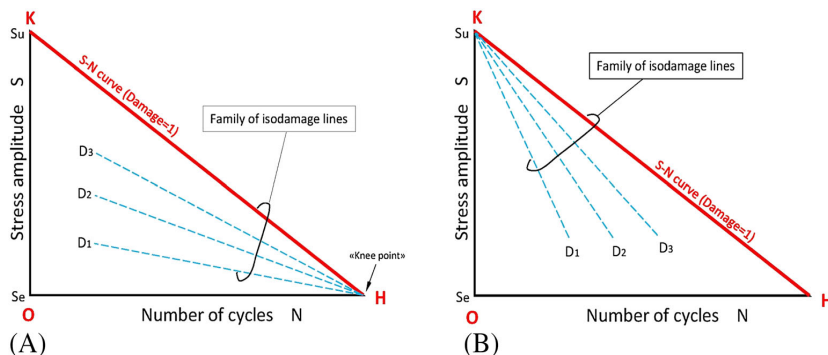 K
Su
S-N curve (Damage=1)
Family of isodamage lines
Stress amplitude S
D3
D2
D1
«Knee point»
Se
H
O
Number of cycles N
(A)
K
Su
Family of isodamage lines
Stress amplitude S
S-N curve (Damage=1)
D1
D2
D3
Se
H
O
Number of cycles N
(B)